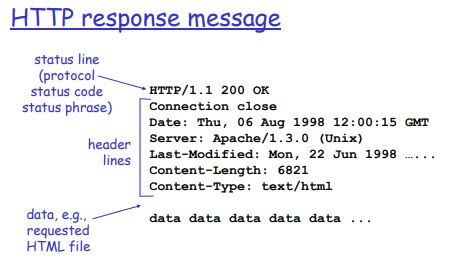 HTTP response message
status line
(protocol
status code
status phrase)
HTTP/1.1 200 OK
Connection close
Date: Thu, 06 Aug 1998 12:00:15 GMT
Server: Apache/1.3.0 (Unix)
Last-Modified: Mon, 22 Jun 1998 …...
Content-Length: 6821
Content-Type: text/html
header
lines
data, e.g.,
requested
HTML file
data data data data data ...